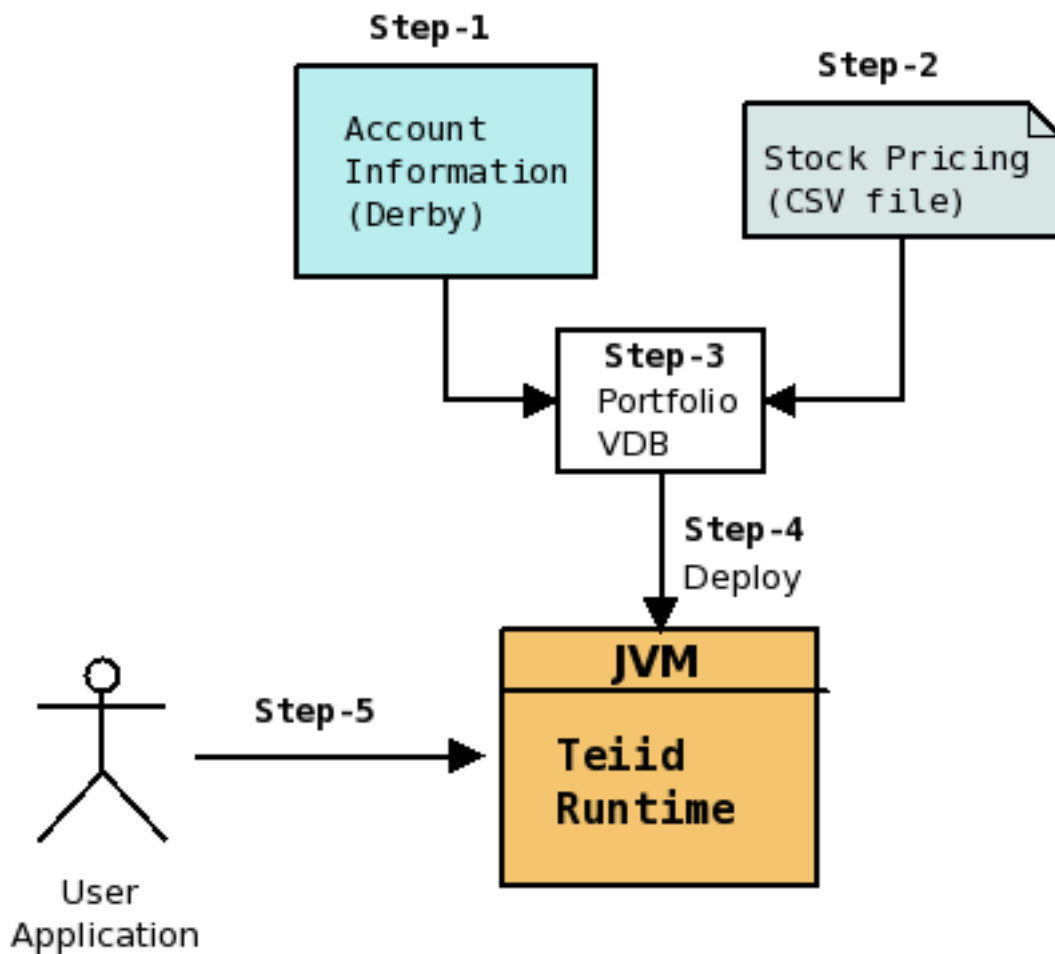 Step-1
Account
Information
(Derby)
Step-2
Stock Pricing
(CSV file)
Step-3
Portfolio
VDB
Step-4
Deploy
JVM
Teiid
Runtime
Step-5
User
Application